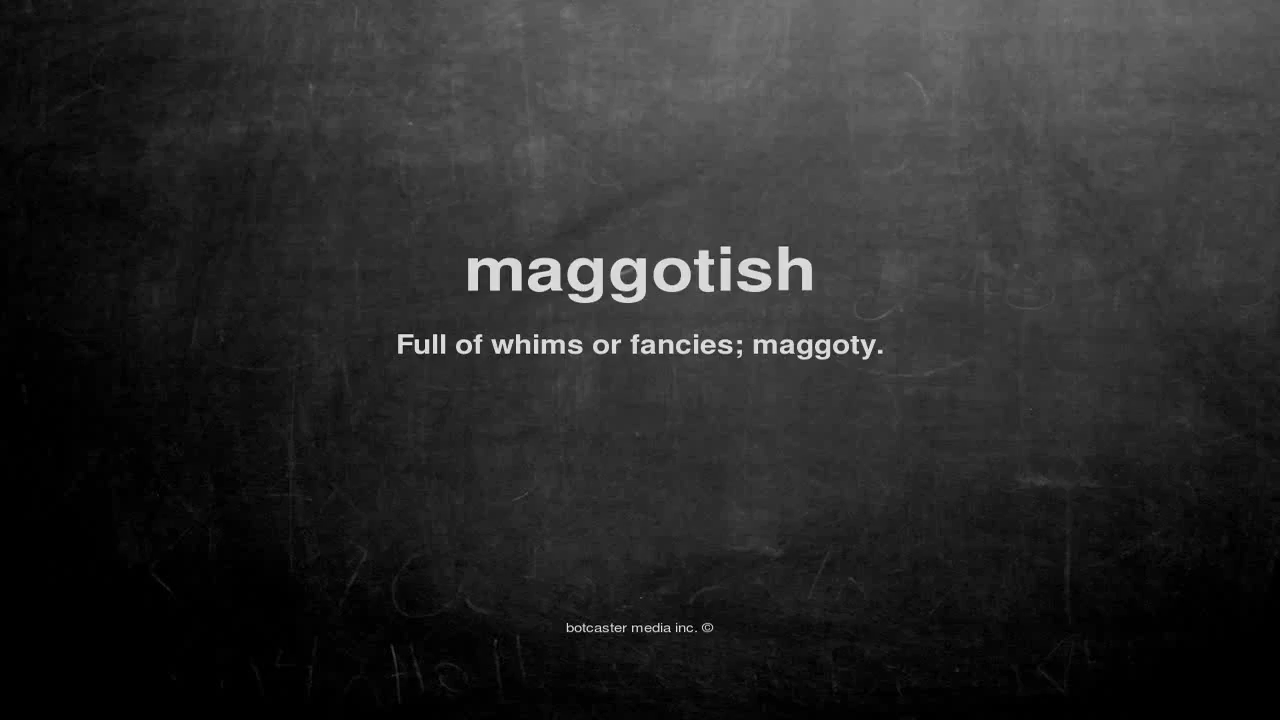 maggotish
Full of whims or fancies; maggoty.
botcaster media inc. ©